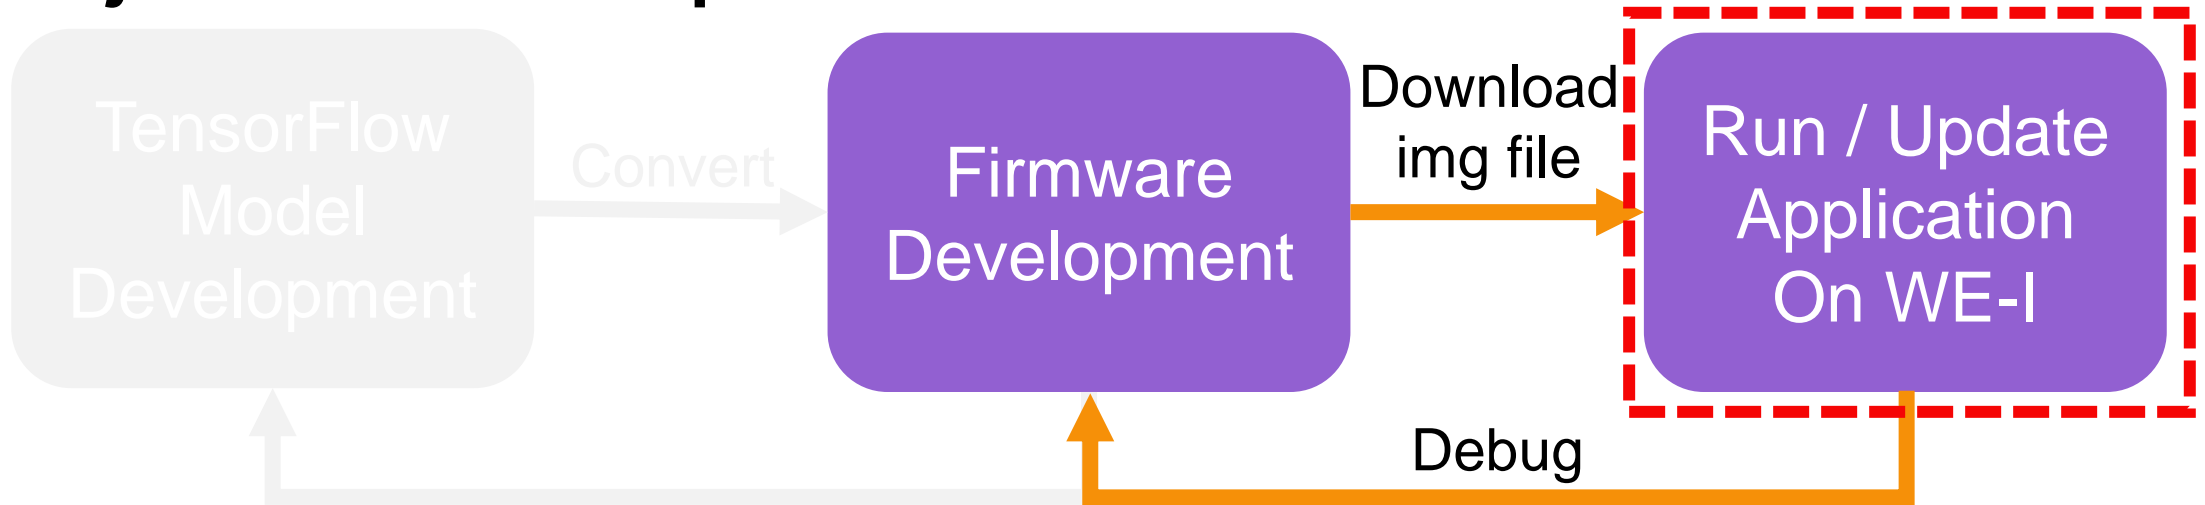 TensorFlow
Model
Development
Convert
Firmware
Development
Download
img file
Run / Update
Application
On WE-I
Debug